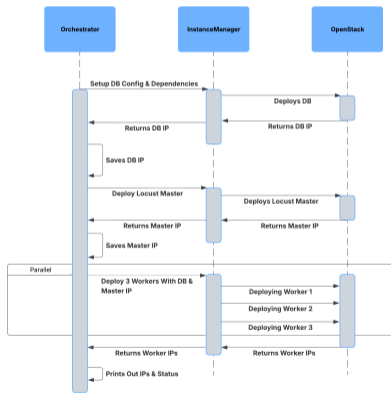 Orchestrator
InstanceManager
OpenStack
Setup DB Config & Dependencies
Deploys DB
Returns DB IP
Returns DB IP
Saves DB IP
Deploy Locust Master
Deploys Locust Master
Returns Master IP
Returns Master IP
Saves Master IP
Parallel
Deploy 3 Workers With DB &
Master IP
Deploying Worker 1
Deploying Worker 2
Deploying Worker 3
Returns Worker IPs
Returns Worker IPs
Prints Out IPs & Status